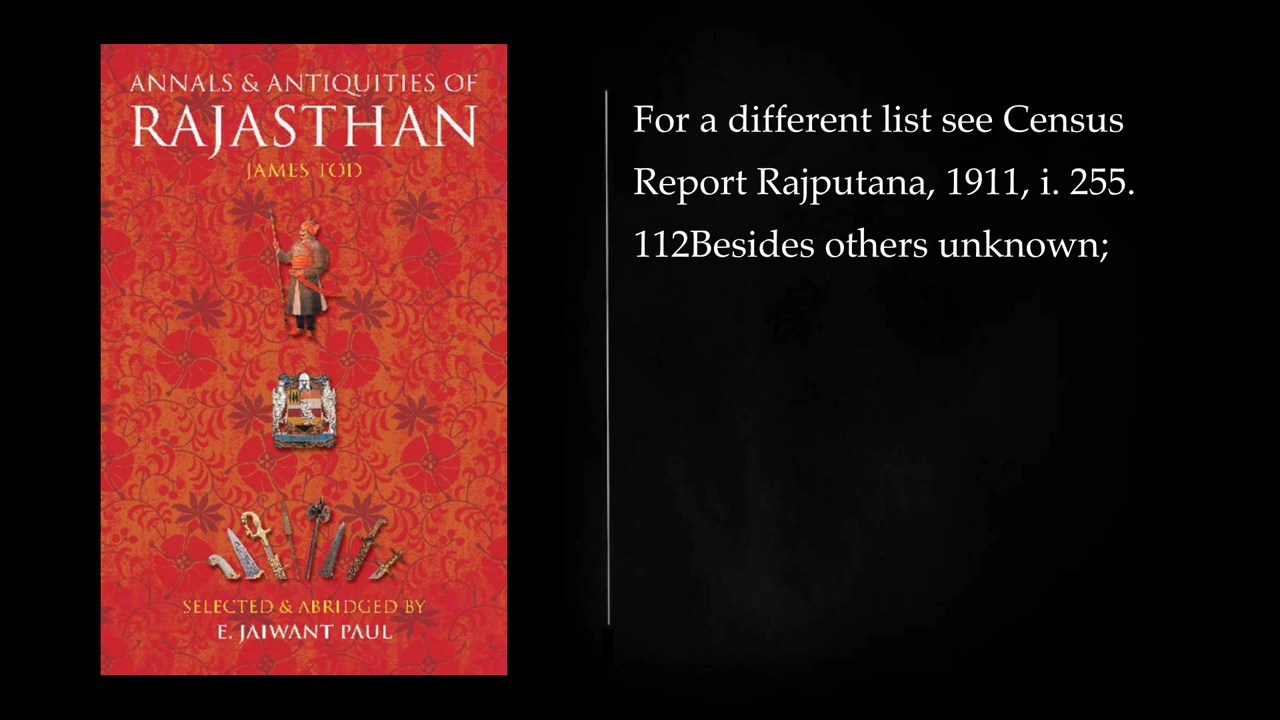 ANNALS & ANTIQUITIES OF
RAJASTHAN
JAMES TOD
SELECTED & ABRIDGED BY
E. JAIWANT PAUL
For a different list see Census
Report Rajputana, 1911, i. 255.
112Besides others unknown;